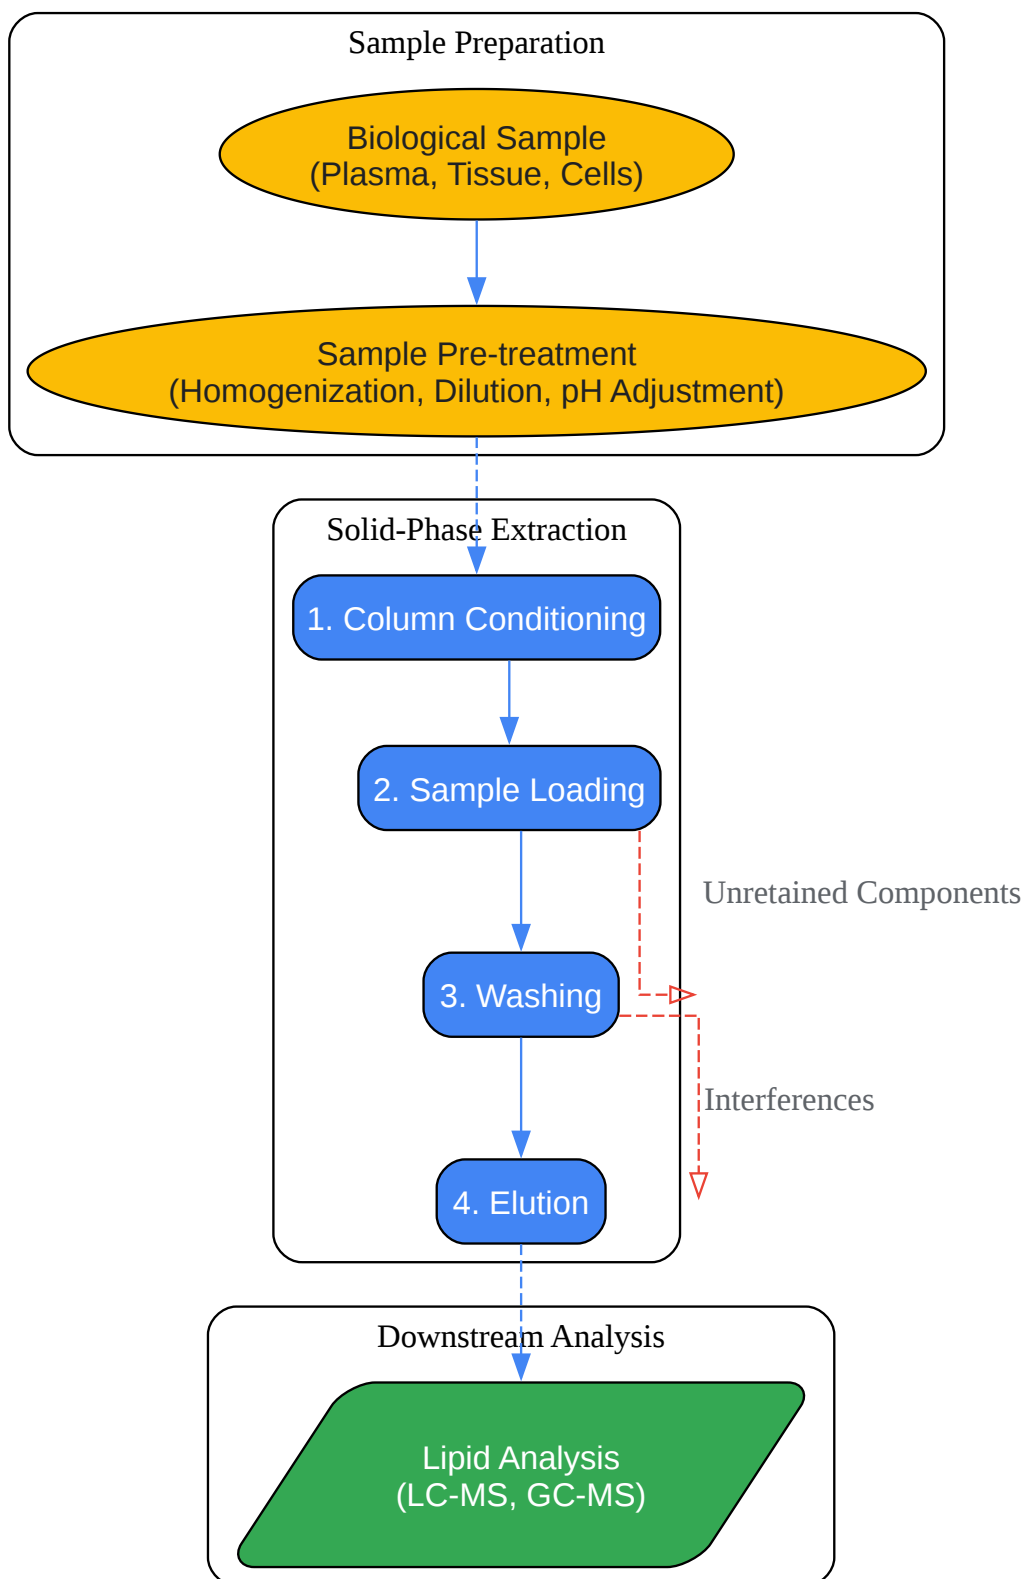 Sample Preparation
Biological Sample
(Plasma, Tissue, Cells)
Sample Pre-treatment
(Homogenization, Dilution, pH Adjustment)
Solid-Phase Extraction
1. Column Conditioning
2. Sample Loading
Unretained Components
3. Washing
Interferences
4. Elution
Downstream Analysis
Lipid Analysis
(LC-MS, GC-MS)